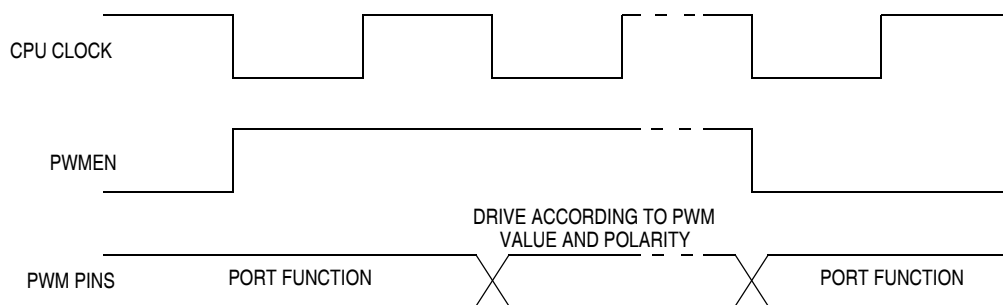 CPU CLOCK
PWMEN
DRIVE ACCORDING TO PWM
VALUE AND POLARITY
PWM PINS
PORT FUNCTION
PORT FUNCTION